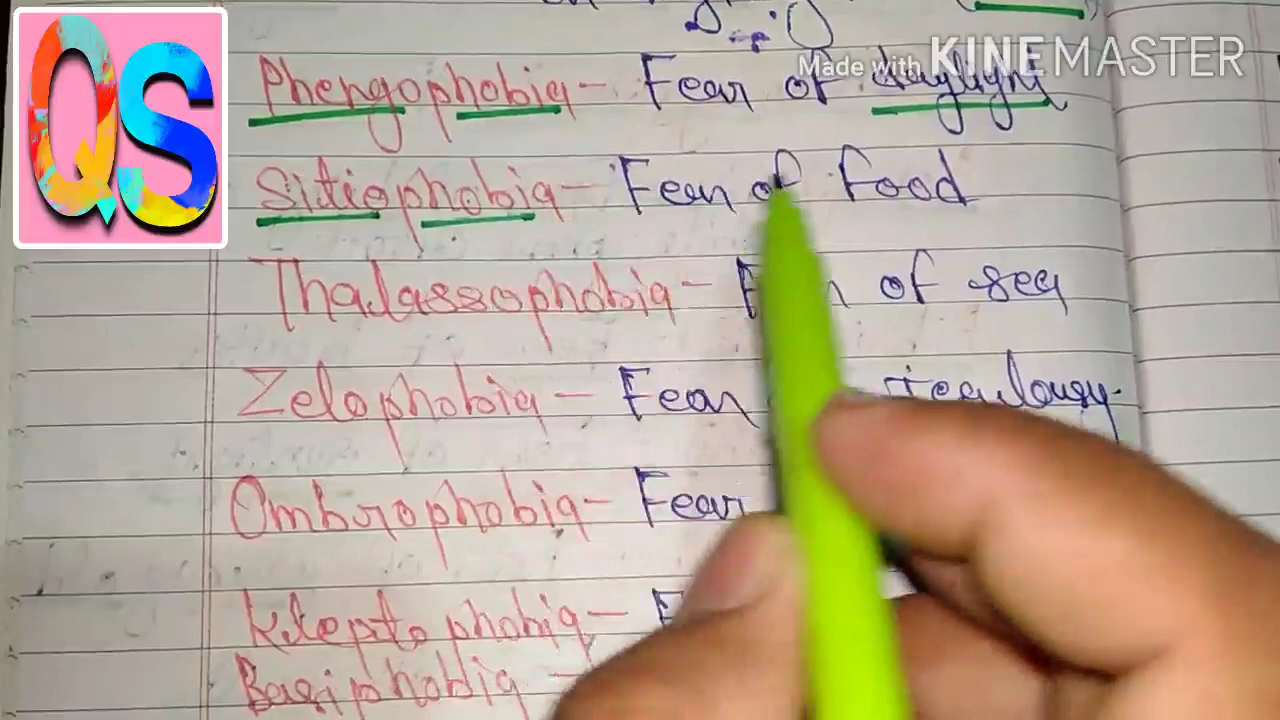 QS
Made with KINEMASTER
Phengophobia- Fear of daylight
Sitiophobia- Fear of food
Thalassophobia- of sea
Zelophobia- Fear
Ombrophobia- Fear
Kleptophobia-
Basiphobia-